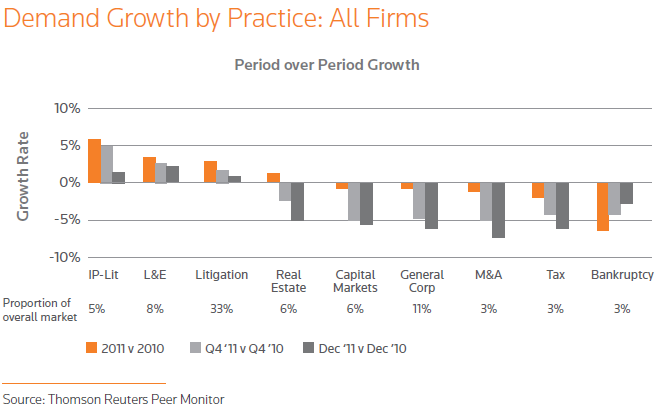 Demand Growth by Practice: All Firms
Period over Period Growth
Growth Rate
10%
5%
0%
-5%
-10%
IP-Lit L&E Litigation Real Estate Capital Markets General Corp M&A Tax Bankruptcy
Proportion of overall market 5% 8% 33% 6% 6% 11% 3% 3% 3%
2011 v 2010 Q4 '11 v Q4 '10 Dec '11 v Dec '10
Source: Thomson Reuters Peer Monitor